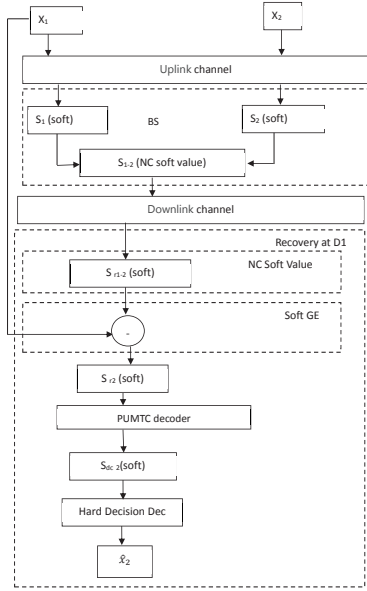 X1
X2
Uplink channel
S1 (soft)
BS
S2 (soft)
S1-2 (NC soft value)
Downlink channel
Recovery at D1
NC Soft Value
S r1-2 (soft)
Soft GE
-
S r2 (soft)
PUMTC decoder
Sdc 2(soft)
Hard Decision Dec
x̂2